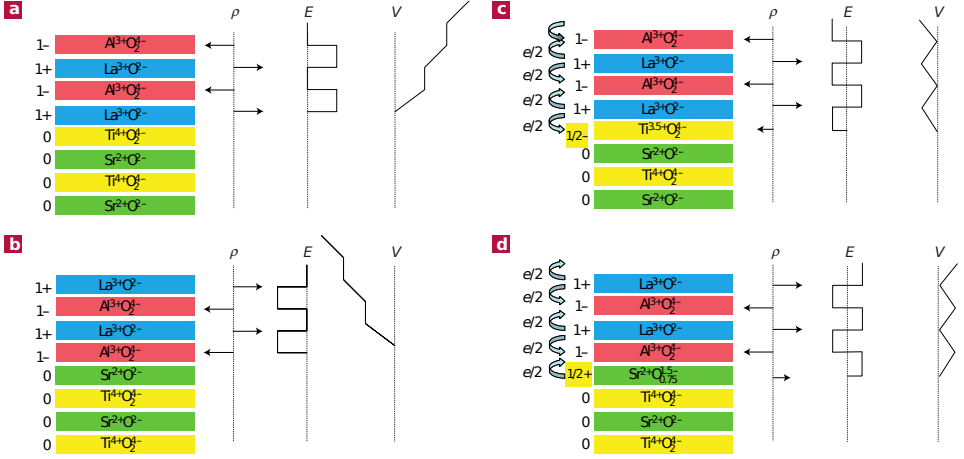 a
ρ E V
1– Al³⁺O₂⁴⁻
1+ La³⁺O²⁻
1– Al³⁺O₂⁴⁻
1+ La³⁺O²⁻
0 Ti⁴⁺O₂⁴⁻
0 Sr²⁺O²⁻
0 Ti⁴⁺O₂⁴⁻
0 Sr²⁺O²⁻
b
ρ E V
1+ La³⁺O²⁻
1– Al³⁺O₂⁴⁻
1+ La³⁺O²⁻
1– Al³⁺O₂⁴⁻
0 Sr²⁺O²⁻
0 Ti⁴⁺O₂⁴⁻
0 Sr²⁺O²⁻
0 Ti⁴⁺O₂⁴⁻
c
ρ E V
1– Al³⁺O₂⁴⁻
e/2
1+ La³⁺O²⁻
e/2
1– Al³⁺O₂⁴⁻
e/2
1+ La³⁺O²⁻
e/2
1/2– Ti³·⁵⁺O₂⁴⁻
0 Sr²⁺O²⁻
0 Ti⁴⁺O₂⁴⁻
0 Sr²⁺O²⁻
d
ρ E V
e/2
1+ La³⁺O²⁻
e/2
1– Al³⁺O₂⁴⁻
e/2
1+ La³⁺O²⁻
e/2
1– Al³⁺O₂⁴⁻
e/2
1/2+ Sr²⁺O₀.₇₅¹·⁵⁻
0 Ti⁴⁺O₂⁴⁻
0 Sr²⁺O²⁻
0 Ti⁴⁺O₂⁴⁻